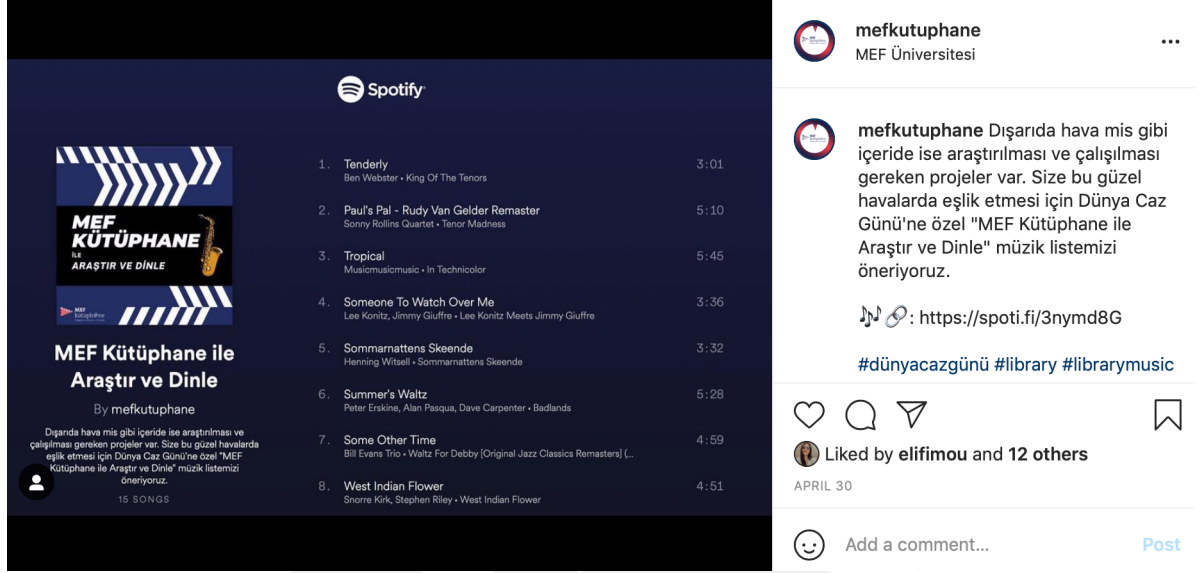 Spotify
MEF
KÜTÜPHANE
İLE
ARAŞTIR VE DİNLE
MEF
kütüphane
MEF Kütüphane ile
Araştır ve Dinle
By mefkutuphane
Dışarıda hava mis gibi içeride ise araştırılması ve
çalışılması gereken projeler var. Size bu güzel havalarda
eşlik etmesi için Dünya Caz Günü'ne özel "MEF
Kütüphane ile Araştır ve Dinle" müzik listemizi
öneriyoruz.
15 SONGS
1. Tenderly 3:01
Ben Webster • King Of The Tenors
2. Paul's Pal - Rudy Van Gelder Remaster 5:10
Sonny Rollins Quartet • Tenor Madness
3. Tropical 5:45
Musicmusicmusic • In Technicolor
4. Someone To Watch Over Me 3:36
Lee Konitz, Jimmy Giuffre • Lee Konitz Meets Jimmy Giuffre
5. Sommarnattens Skeende 3:32
Henning Witsell • Sommarnattens Skeende
6. Summer's Waltz 5:28
Peter Erskine, Alan Pasqua, Dave Carpenter • Badlands
7. Some Other Time 4:59
Bill Evans Trio • Waltz For Debby [Original Jazz Classics Remasters] (...
8. West Indian Flower 4:51
Snorre Kirk, Stephen Riley • West Indian Flower
mefkutuphane
MEF Üniversitesi
mefkutuphane Dışarıda hava mis gibi
içeride ise araştırılması ve çalışılması
gereken projeler var. Size bu güzel
havalarda eşlik etmesi için Dünya Caz
Günü'ne özel "MEF Kütüphane ile
Araştır ve Dinle" müzik listemizi
öneriyoruz.
🎶🔗: https://spoti.fi/3nymd8G
#dünyacazgünü #library #librarymusic
Liked by elifimou and 12 others
APRIL 30
Add a comment...
Post